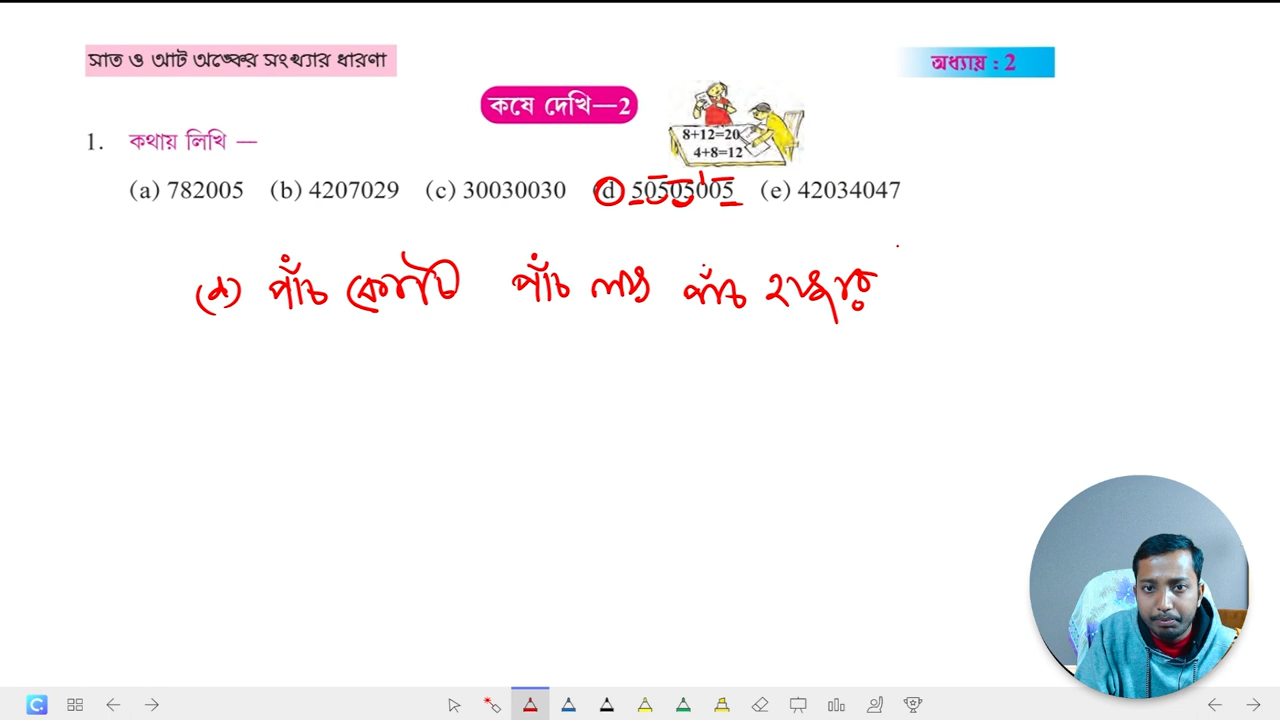 সাত ও আট অঙ্কের সংখ্যার ধারণা
অধ্যায় : 2
কষে দেখি—2
8+12=20
4+8=12
1. কথায় লিখি —
(a) 782005 (b) 4207029 (c) 30030030 (d 50505005 (e) 42034047
(d) পাঁচ কোটি পাঁচ লক্ষ পাঁচ হাজার